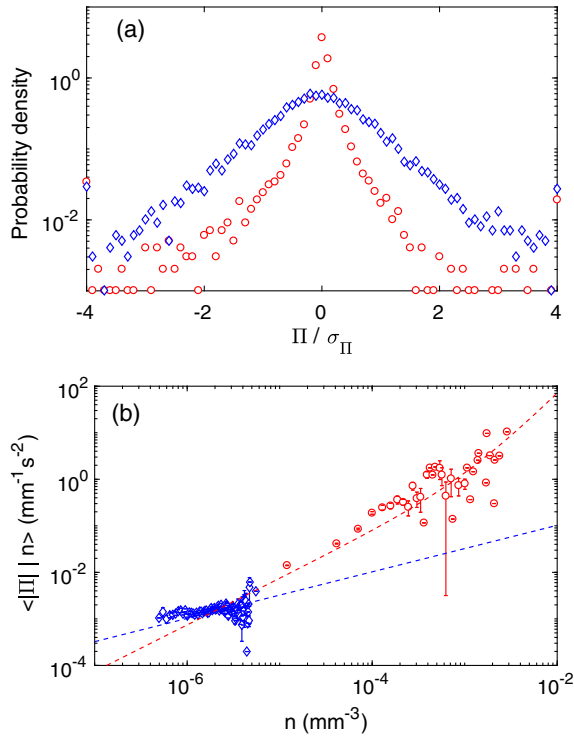 (a)
Probability density
10^0
10^-2
-4 -2 0 2 4
Π / σ_Π
(b)
<|Π| | n> (mm^-1 s^-2)
10^2
10^0
10^-2
10^-4
10^-6 10^-4 10^-2
n (mm^-3)